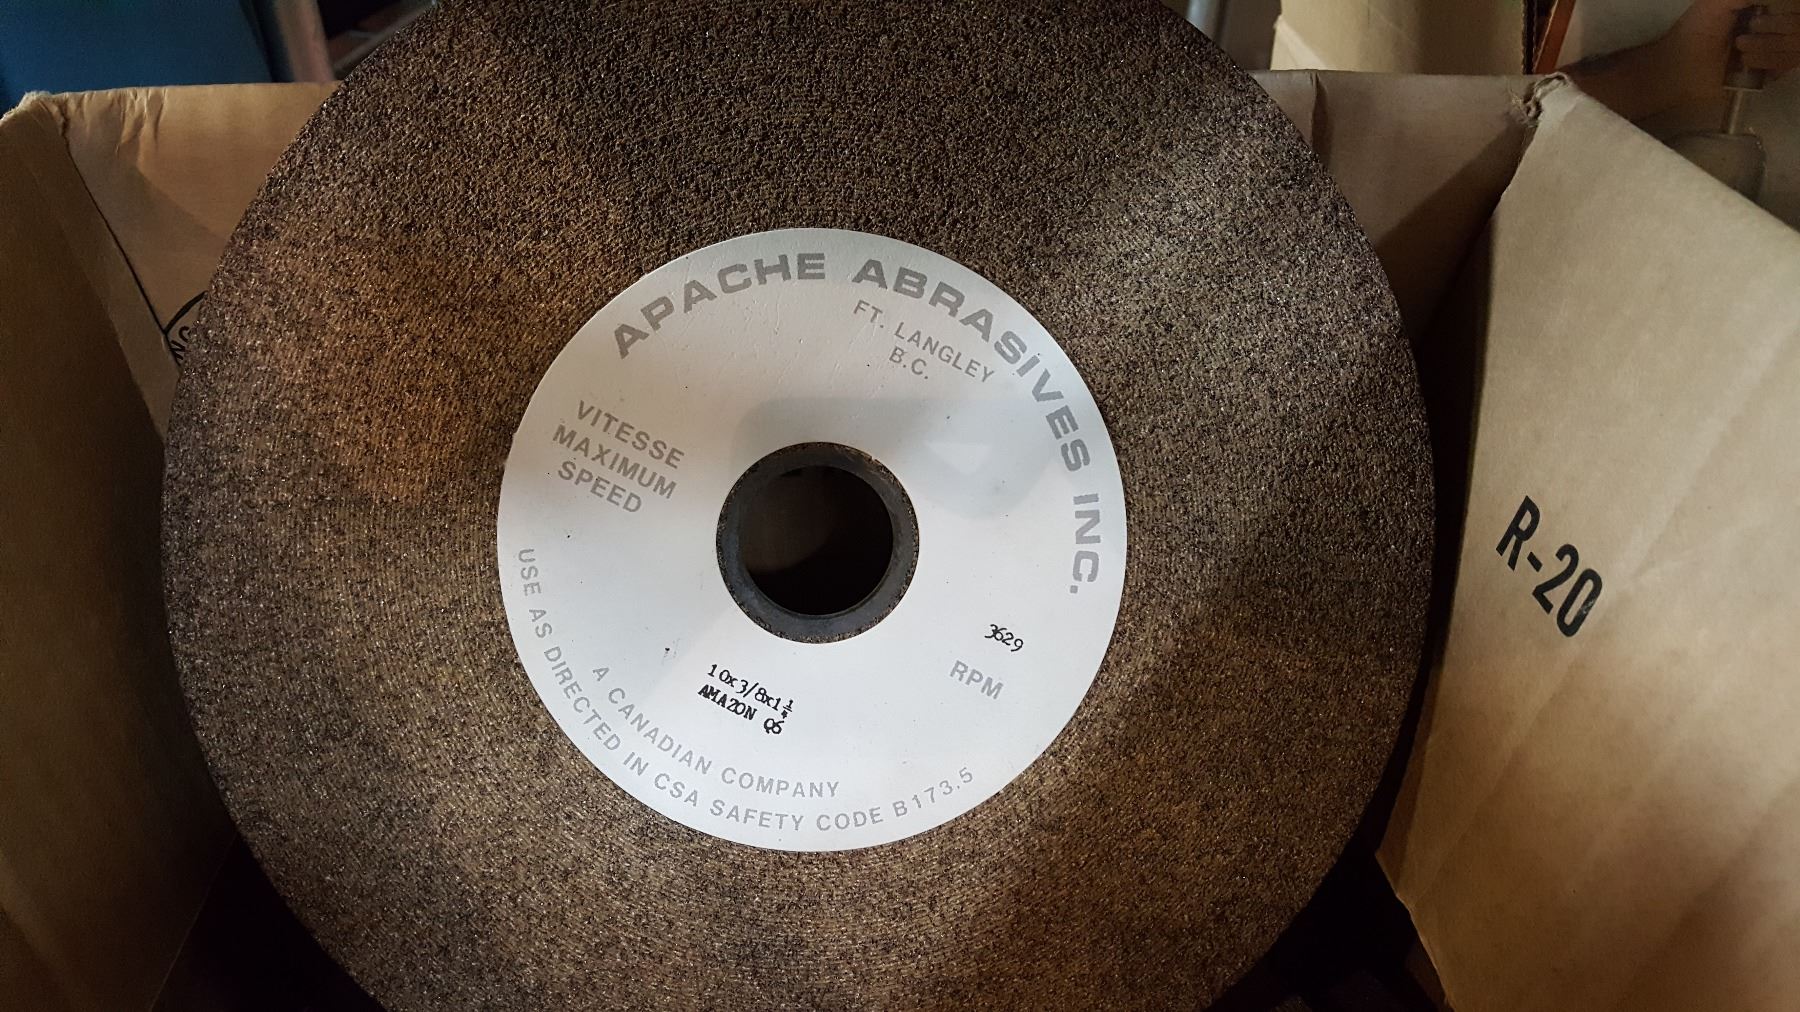 APACHE ABRASIVES INC.
FT. LANGLEY
B.C.
VITESSE
MAXIMUM
SPEED
3629
RPM
10x3/8x1¼
AMAZON Q6
A CANADIAN COMPANY
USE AS DIRECTED IN CSA SAFETY CODE B173.5
R-20